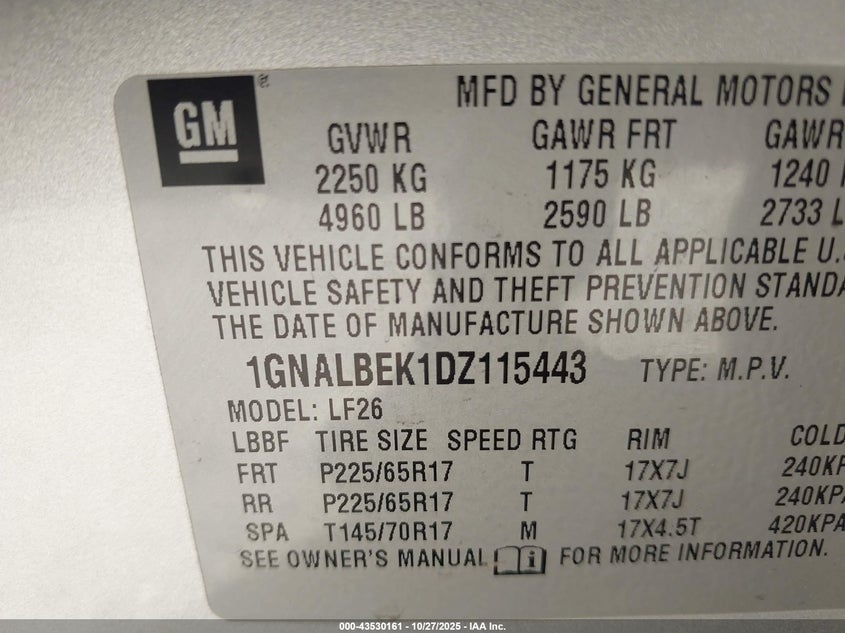 GM ®
MFD BY GENERAL MOTORS
GVWR GAWR FRT GAWR
2250 KG 1175 KG 1240
4960 LB 2590 LB 2733 L
THIS VEHICLE CONFORMS TO ALL APPLICABLE U.
VEHICLE SAFETY AND THEFT PREVENTION STANDA
THE DATE OF MANUFACTURE SHOWN ABOVE.
1GNALBEK1DZ115443 TYPE: M.P.V.
MODEL: LF26
LBBF TIRE SIZE SPEED RTG RIM COLD
FRT P225/65R17 T 17X7J 240KP
RR P225/65R17 T 17X7J 240KPA
SPA T145/70R17 M 17X4.5T 420KPA
SEE OWNER'S MANUAL i FOR MORE INFORMATION.
000-43530161 - 10/27/2025 - IAA Inc.